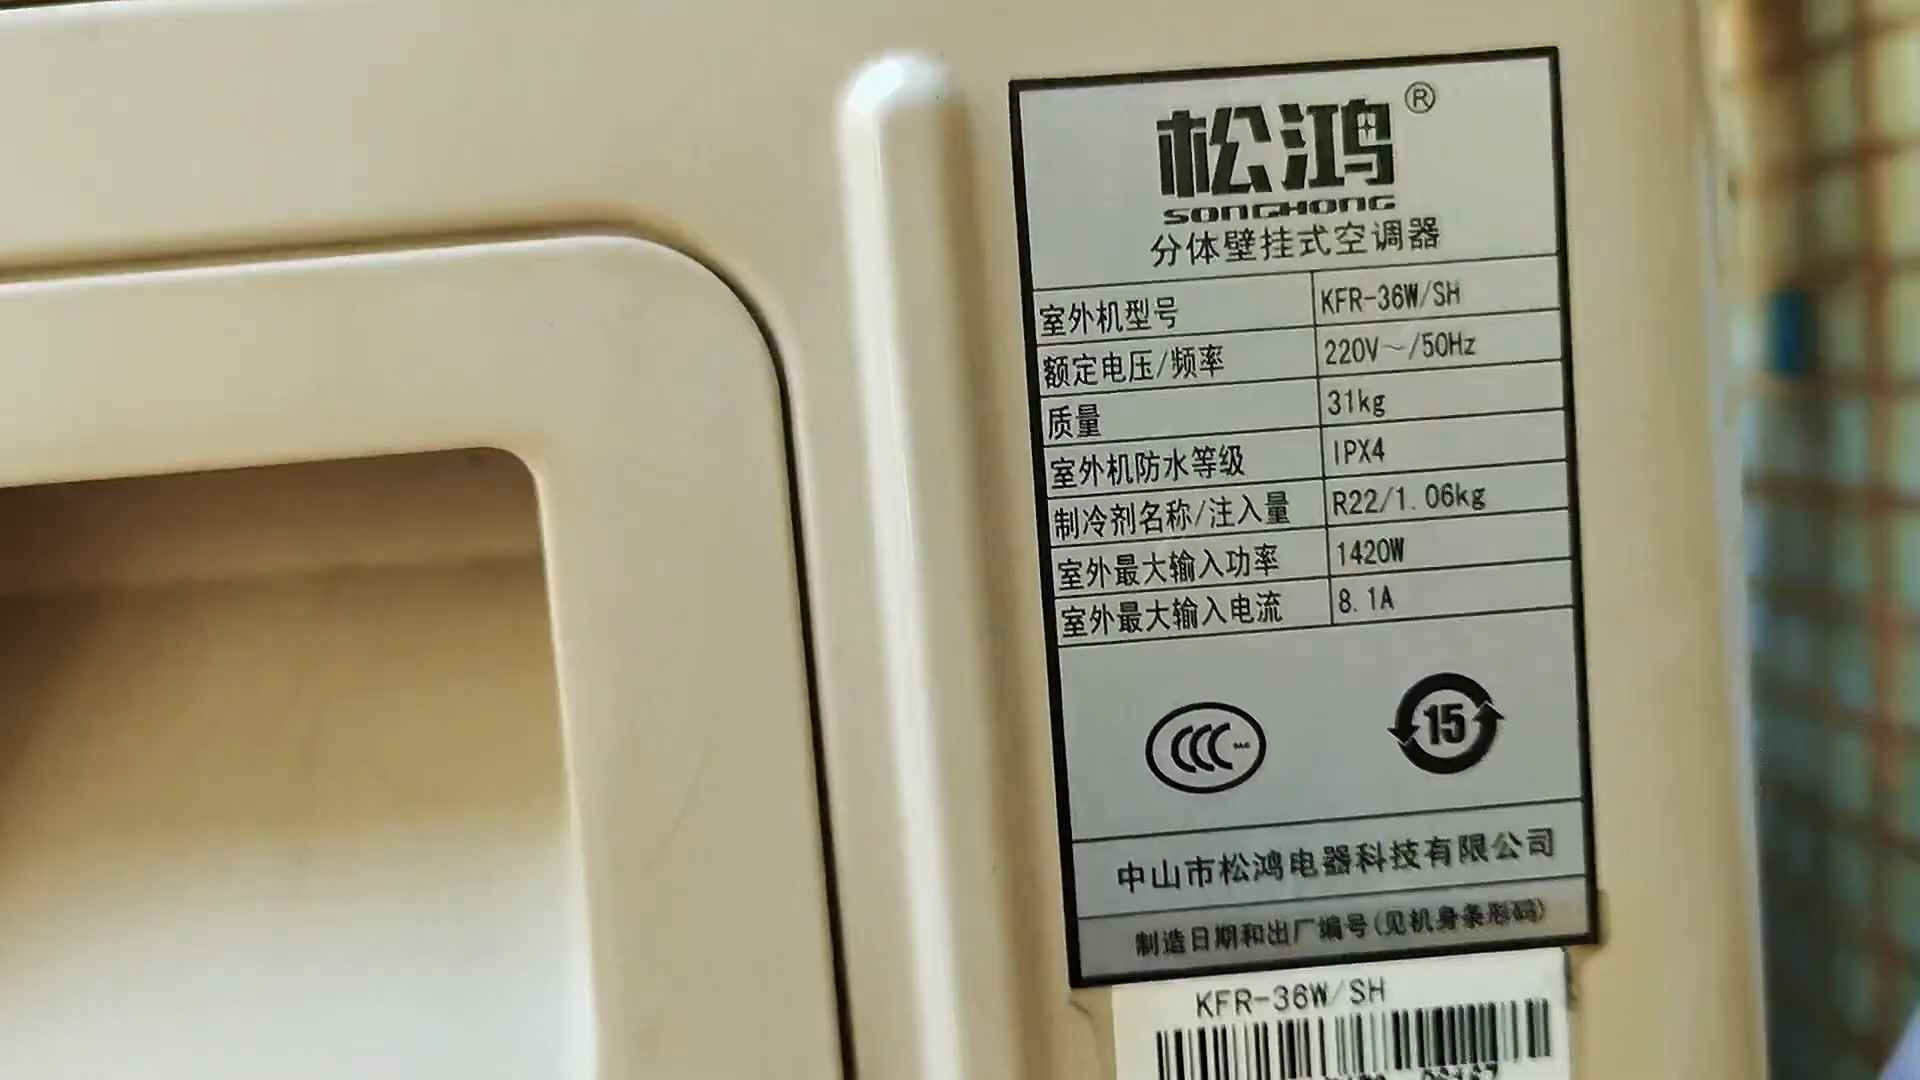 松鸿®
SONGHONG
分体壁挂式空调器
室外机型号 KFR-36W/SH
额定电压/频率 220V～/50Hz
质量 31kg
室外机防水等级 IPX4
制冷剂名称/注入量 R22/1.06kg
室外最大输入功率 1420W
室外最大输入电流 8.1A
CCC 15
中山市松鸿电器科技有限公司
制造日期和出厂编号(见机身条形码)
KFR-36W/SH